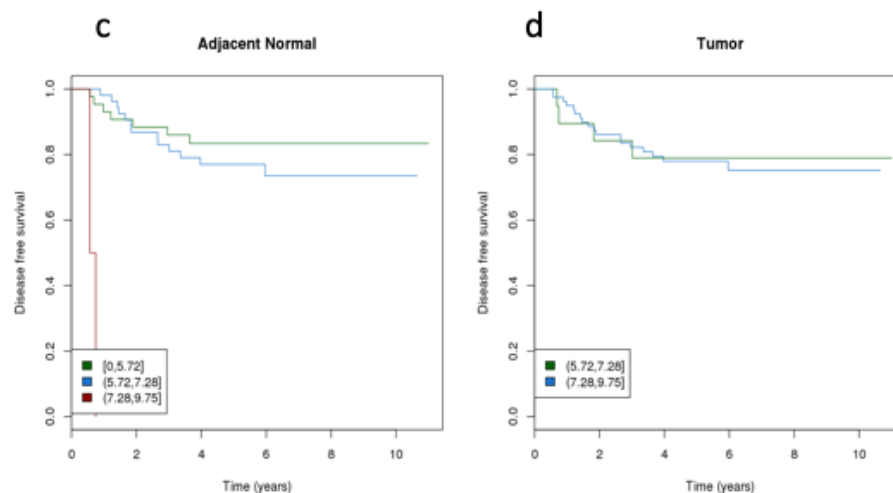 c
Adjacent Normal
Disease free survival
1.0
0.8
0.6
0.4
0.2
0.0
[0,5.72]
(5.72,7.28]
(7.28,9.75]
0 2 4 6 8 10
Time (years)
d
Tumor
Disease free survival
1.0
0.8
0.6
0.4
0.2
0.0
(5.72,7.28]
(7.28,9.75]
0 2 4 6 8 10
Time (years)